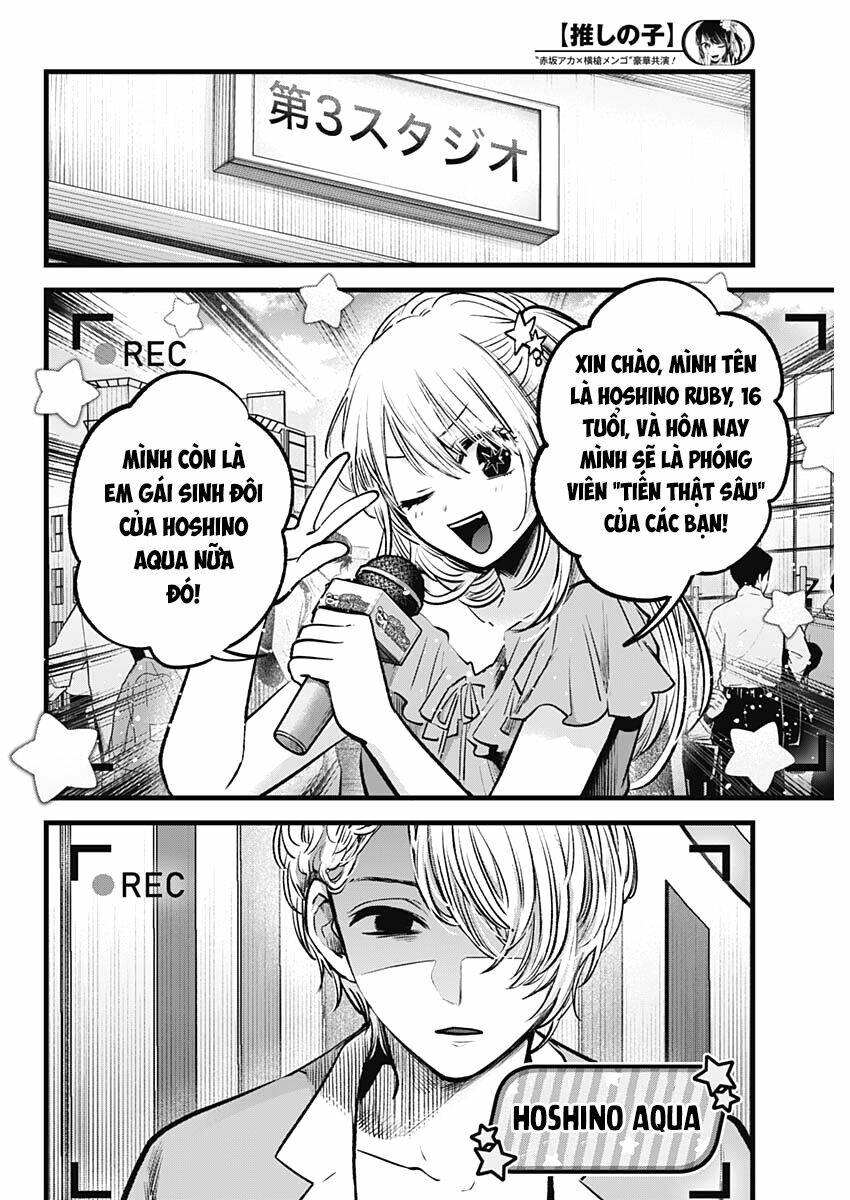 【推しの子】
"赤坂アカ×横槍メンゴ"豪華共演!
第3スタジオ
REC
XIN CHÀO, MÌNH TÊN
LÀ HOSHINO RUBY, 16
TUỔI, VÀ HÔM NAY
MÌNH SẼ LÀ PHÓNG
VIÊN "TIẾN THẬT SÂU"
CỦA CÁC BẠN!
MÌNH CÒN LÀ
EM GÁI SINH ĐÔI
CỦA HOSHINO
AQUA NỮA
ĐÓ!
REC
HOSHINO AQUA